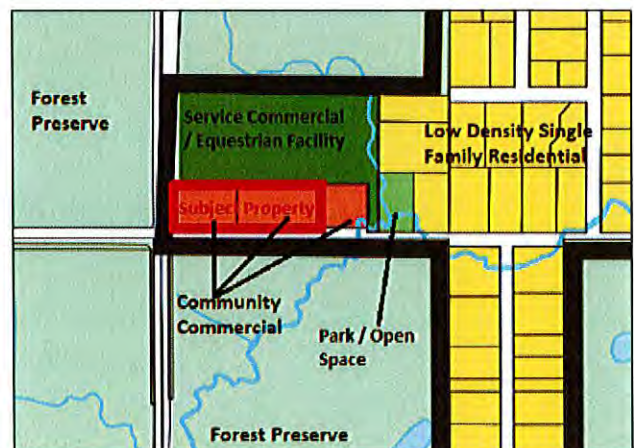 Forest
Preserve
Service Commercial
/ Equestrian Facility
Low Density Single
Family Residential
Subject Property
Community
Commercial
Park / Open
Space
Forest Preserve